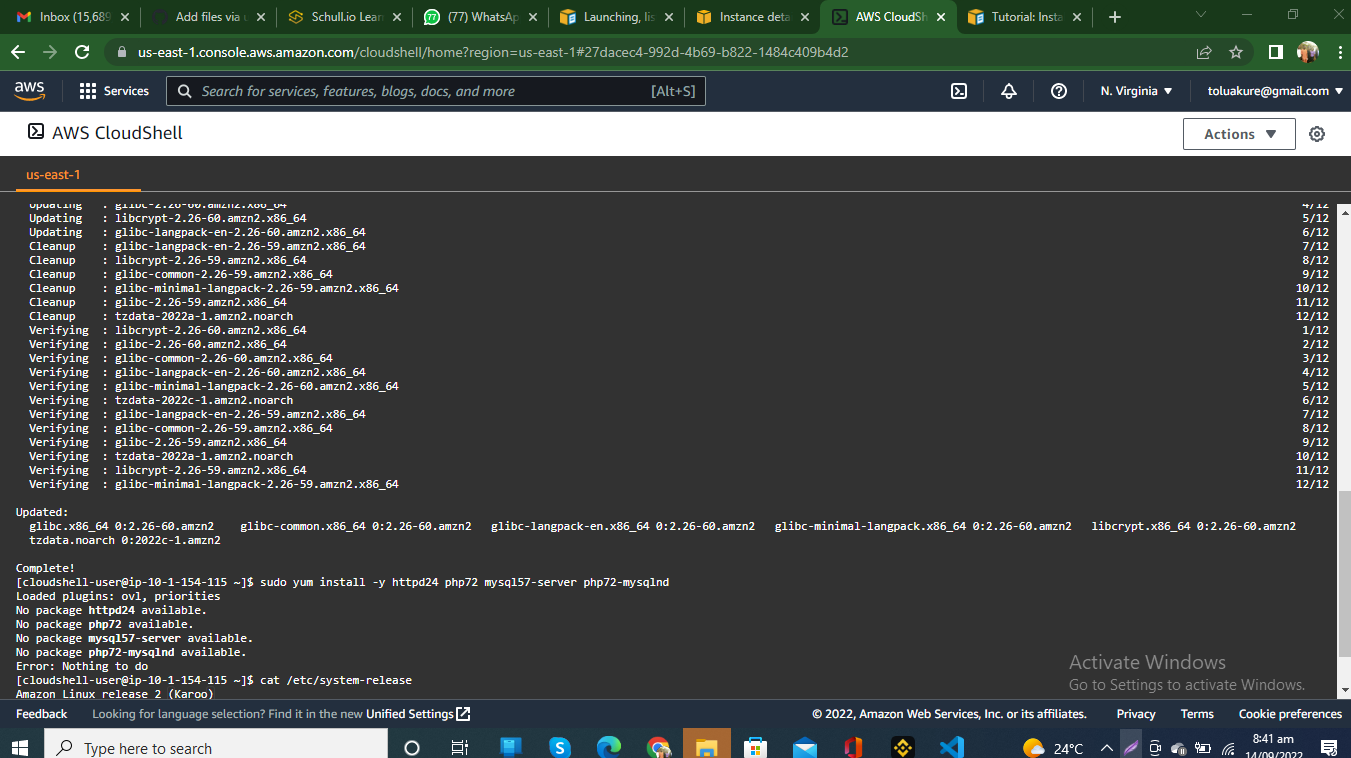 Inbox (15,689
Add files via u
Schull.io Lear
(77) WhatsAp
Launching, lis
Instance deta
AWS CloudSh
Tutorial: Insta
us-east-1.console.aws.amazon.com/cloudshell/home?region=us-east-1#27dacec4-992d-4b69-b822-1484c409b4d2
aws
Services
Search for services, features, blogs, docs, and more [Alt+S]
N. Virginia
toluakure@gmail.com
AWS CloudShell
Actions
us-east-1
Updating : glibc-2.26-60.amzn2.x86_64 4/12
Updating : libcrypt-2.26-60.amzn2.x86_64 5/12
Updating : glibc-langpack-en-2.26-60.amzn2.x86_64 6/12
Cleanup : glibc-langpack-en-2.26-59.amzn2.x86_64 7/12
Cleanup : libcrypt-2.26-59.amzn2.x86_64 8/12
Cleanup : glibc-common-2.26-59.amzn2.x86_64 9/12
Cleanup : glibc-minimal-langpack-2.26-59.amzn2.x86_64 10/12
Cleanup : glibc-2.26-59.amzn2.x86_64 11/12
Cleanup : tzdata-2022a-1.amzn2.noarch 12/12
Verifying : libcrypt-2.26-60.amzn2.x86_64 1/12
Verifying : glibc-2.26-60.amzn2.x86_64 2/12
Verifying : glibc-common-2.26-60.amzn2.x86_64 3/12
Verifying : glibc-langpack-en-2.26-60.amzn2.x86_64 4/12
Verifying : glibc-minimal-langpack-2.26-60.amzn2.x86_64 5/12
Verifying : tzdata-2022c-1.amzn2.noarch 6/12
Verifying : glibc-langpack-en-2.26-59.amzn2.x86_64 7/12
Verifying : glibc-common-2.26-59.amzn2.x86_64 8/12
Verifying : glibc-2.26-59.amzn2.x86_64 9/12
Verifying : tzdata-2022a-1.amzn2.noarch 10/12
Verifying : libcrypt-2.26-59.amzn2.x86_64 11/12
Verifying : glibc-minimal-langpack-2.26-59.amzn2.x86_64 12/12
Updated:
glibc.x86_64 0:2.26-60.amzn2 glibc-common.x86_64 0:2.26-60.amzn2 glibc-langpack-en.x86_64 0:2.26-60.amzn2 glibc-minimal-langpack.x86_64 0:2.26-60.amzn2 libcrypt.x86_64 0:2.26-60.amzn2
tzdata.noarch 0:2022c-1.amzn2
Complete!
[cloudshell-user@ip-10-1-154-115 ~]$ sudo yum install -y httpd24 php72 mysql57-server php72-mysqlnd
Loaded plugins: ovl, priorities
No package httpd24 available.
No package php72 available.
No package mysql57-server available.
No package php72-mysqlnd available.
Error: Nothing to do
[cloudshell-user@ip-10-1-154-115 ~]$ cat /etc/system-release
Amazon Linux release 2 (Karoo)
Activate Windows
Go to Settings to activate Windows.
Feedback
Looking for language selection? Find it in the new Unified Settings
© 2022, Amazon Web Services, Inc. or its affiliates.
Privacy
Terms
Cookie preferences
Type here to search
24°C
8:41 am
14/09/2022